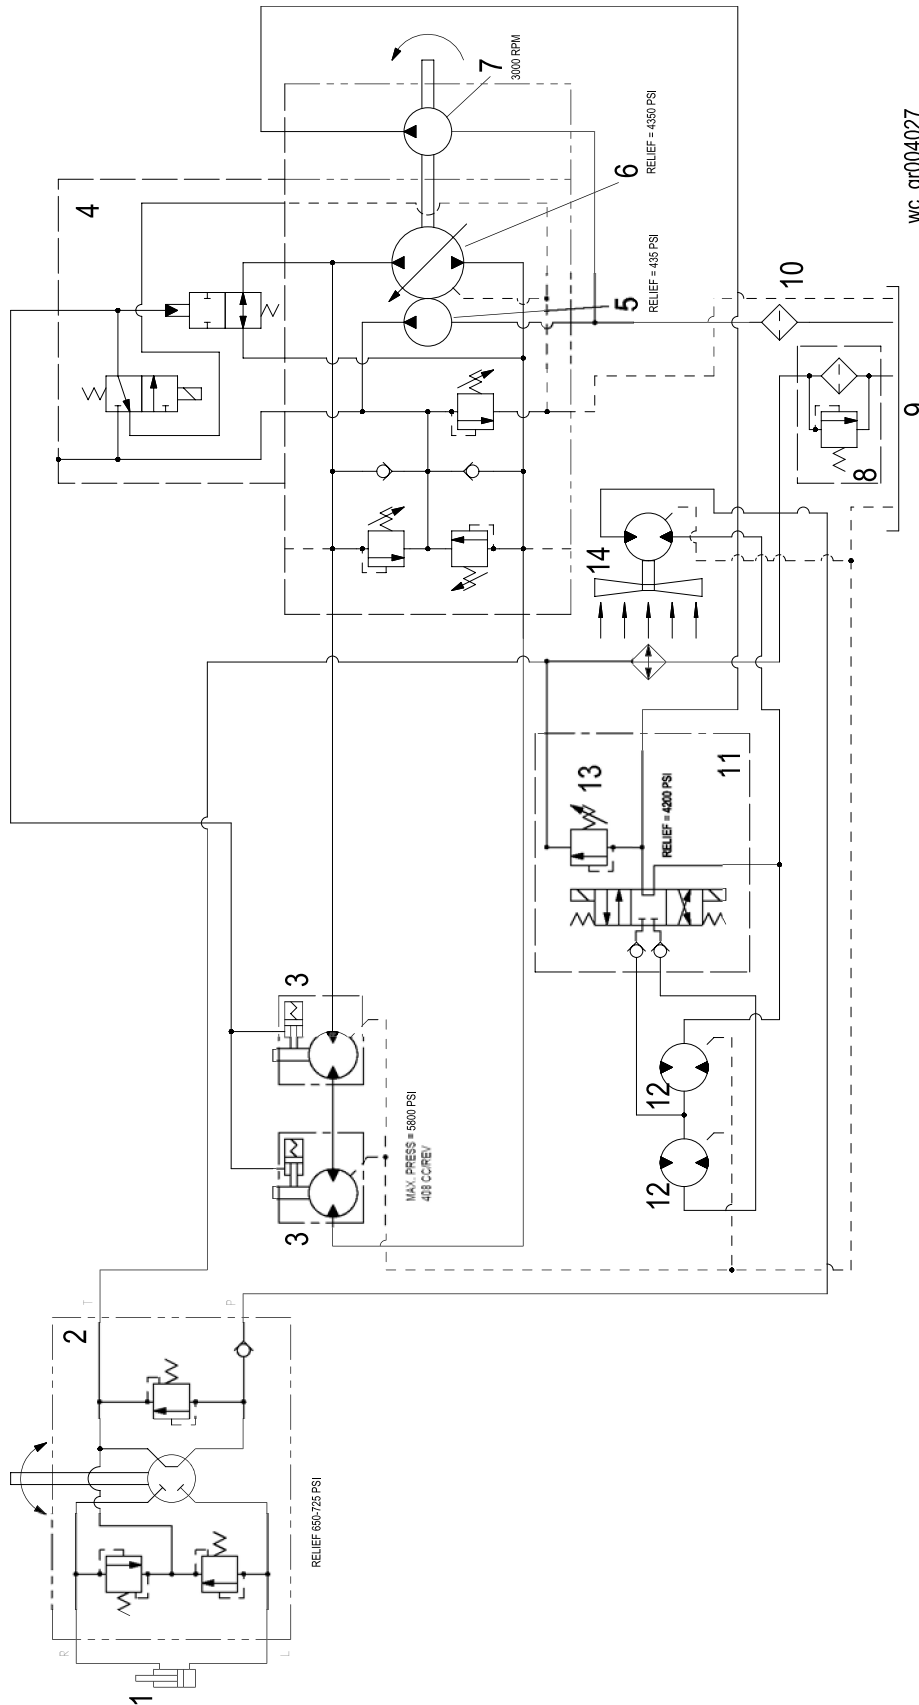 R
T
2
4
1
P
L
3
3
RELIEF 650-725 PSI
MAX. PRESS = 5800 PSI
408 CC/REV
7
3000 RPM
13
14
5
RELIEF = 435 PSI
6
RELIEF = 4350 PSI
12
12
RELIEF = 4200 PSI
11
10
8
9
wc_gr004027